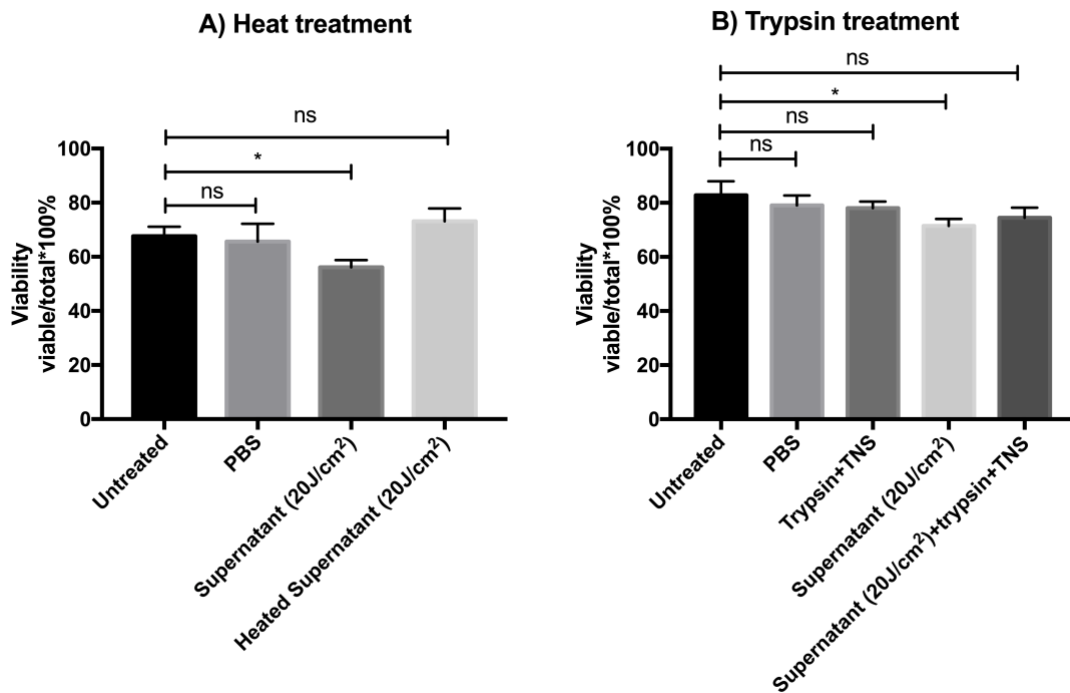 A) Heat treatment
ns
*
ns
100
80
60
40
20
0
Viability
viable/total*100%
Untreated
PBS
Supernatant (20J/cm²)
Heated Supernatant (20J/cm²)
B) Trypsin treatment
ns
*
ns
ns
100
80
60
40
20
0
Viability
viable/total*100%
Untreated
PBS
Trypsin+TNS
Supernatant (20J/cm²)
Supernatant (20J/cm²)+trypsin+TNS